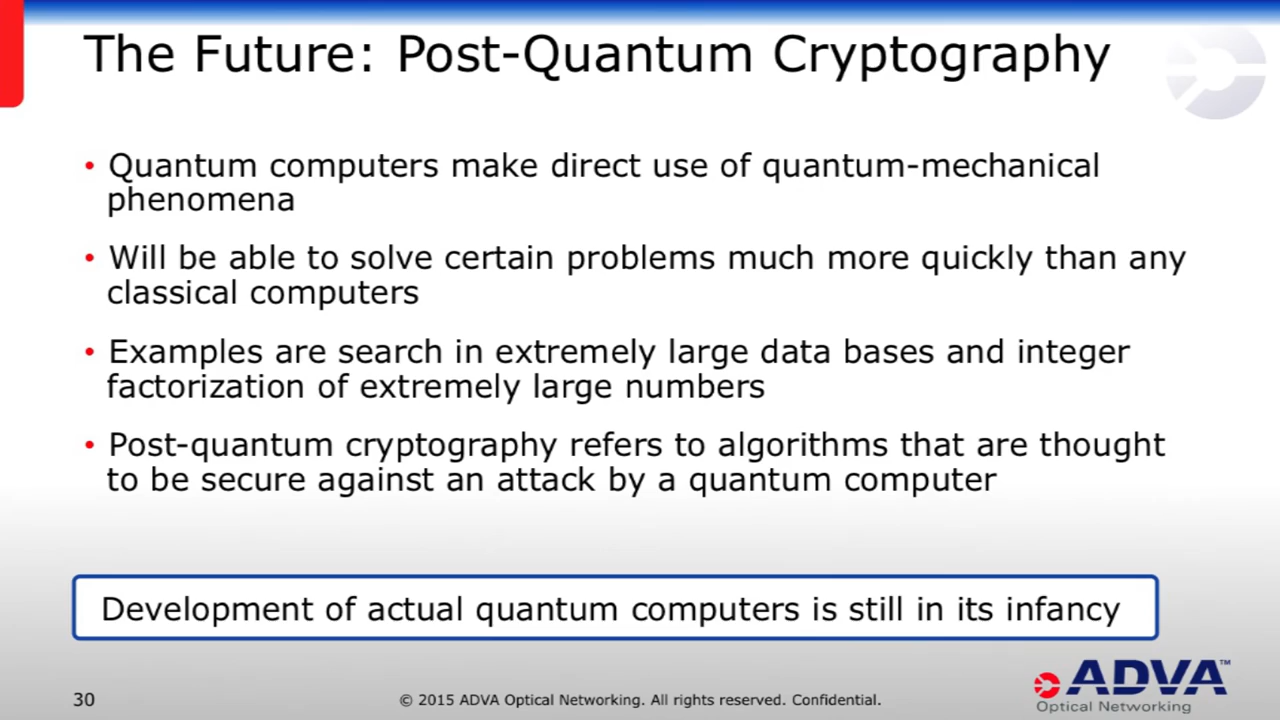 The Future: Post-Quantum Cryptography
• Quantum computers make direct use of quantum-mechanical
phenomena
• Will be able to solve certain problems much more quickly than any
classical computers
• Examples are search in extremely large data bases and integer
factorization of extremely large numbers
• Post-quantum cryptography refers to algorithms that are thought
to be secure against an attack by a quantum computer
Development of actual quantum computers is still in its infancy
30
© 2015 ADVA Optical Networking. All rights reserved. Confidential.
ADVA™
Optical Networking